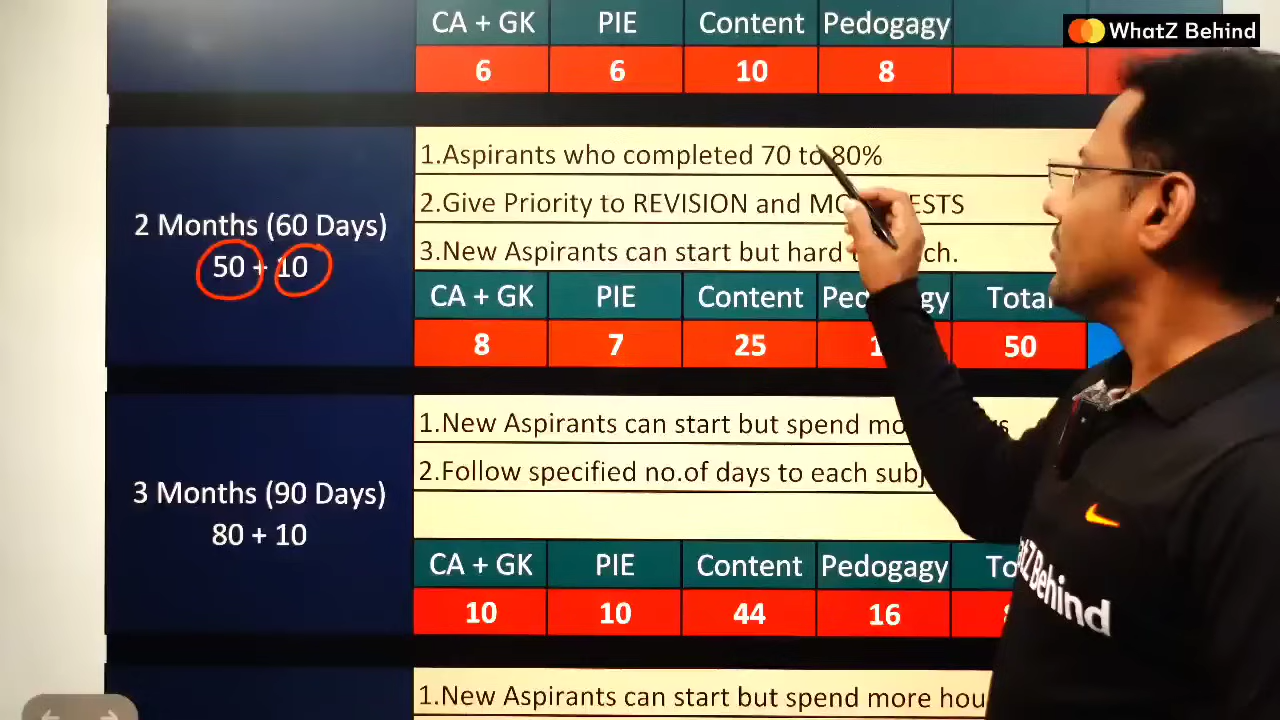 WhatZ Behind
CA + GK PIE Content Pedogagy
6 6 10 8
2 Months (60 Days)
50 + 10
1.Aspirants who completed 70 to 80%
2.Give Priority to REVISION and
3.New Aspirants can start but hard
CA + GK PIE Content Total
8 7 25 50
3 Months (90 Days)
80 + 10
1.New Aspirants can start but spend
2.Follow specified no.of days to each
CA + GK PIE Content Pedogagy
10 10 44 16
1.New Aspirants can start but spend more
Behind